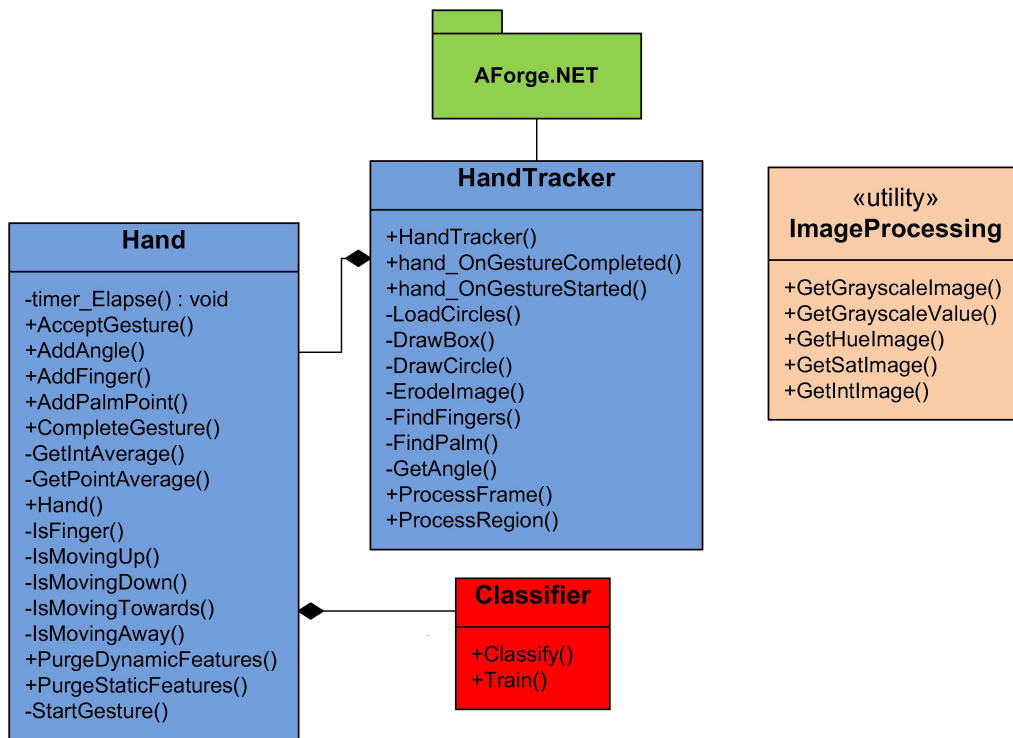 AForge.NET
HandTracker
+HandTracker()
+hand_OnGestureCompleted()
+hand_OnGestureStarted()
-LoadCircles()
-DrawBox()
-DrawCircle()
-ErodeImage()
-FindFingers()
-FindPalm()
-GetAngle()
+ProcessFrame()
+ProcessRegion()
«utility»
ImageProcessing
+GetGrayscaleImage()
+GetGrayscaleValue()
+GetHueImage()
+GetSatImage()
+GetIntImage()
Hand
-timer_Elapse() : void
+AcceptGesture()
+AddAngle()
+AddFinger()
+AddPalmPoint()
+CompleteGesture()
-GetIntAverage()
-GetPointAverage()
+Hand()
-IsFinger()
-IsMovingUp()
-IsMovingDown()
-IsMovingTowards()
-IsMovingAway()
+PurgeDynamicFeatures()
+PurgeStaticFeatures()
-StartGesture()
Classifier
+Classify()
+Train()